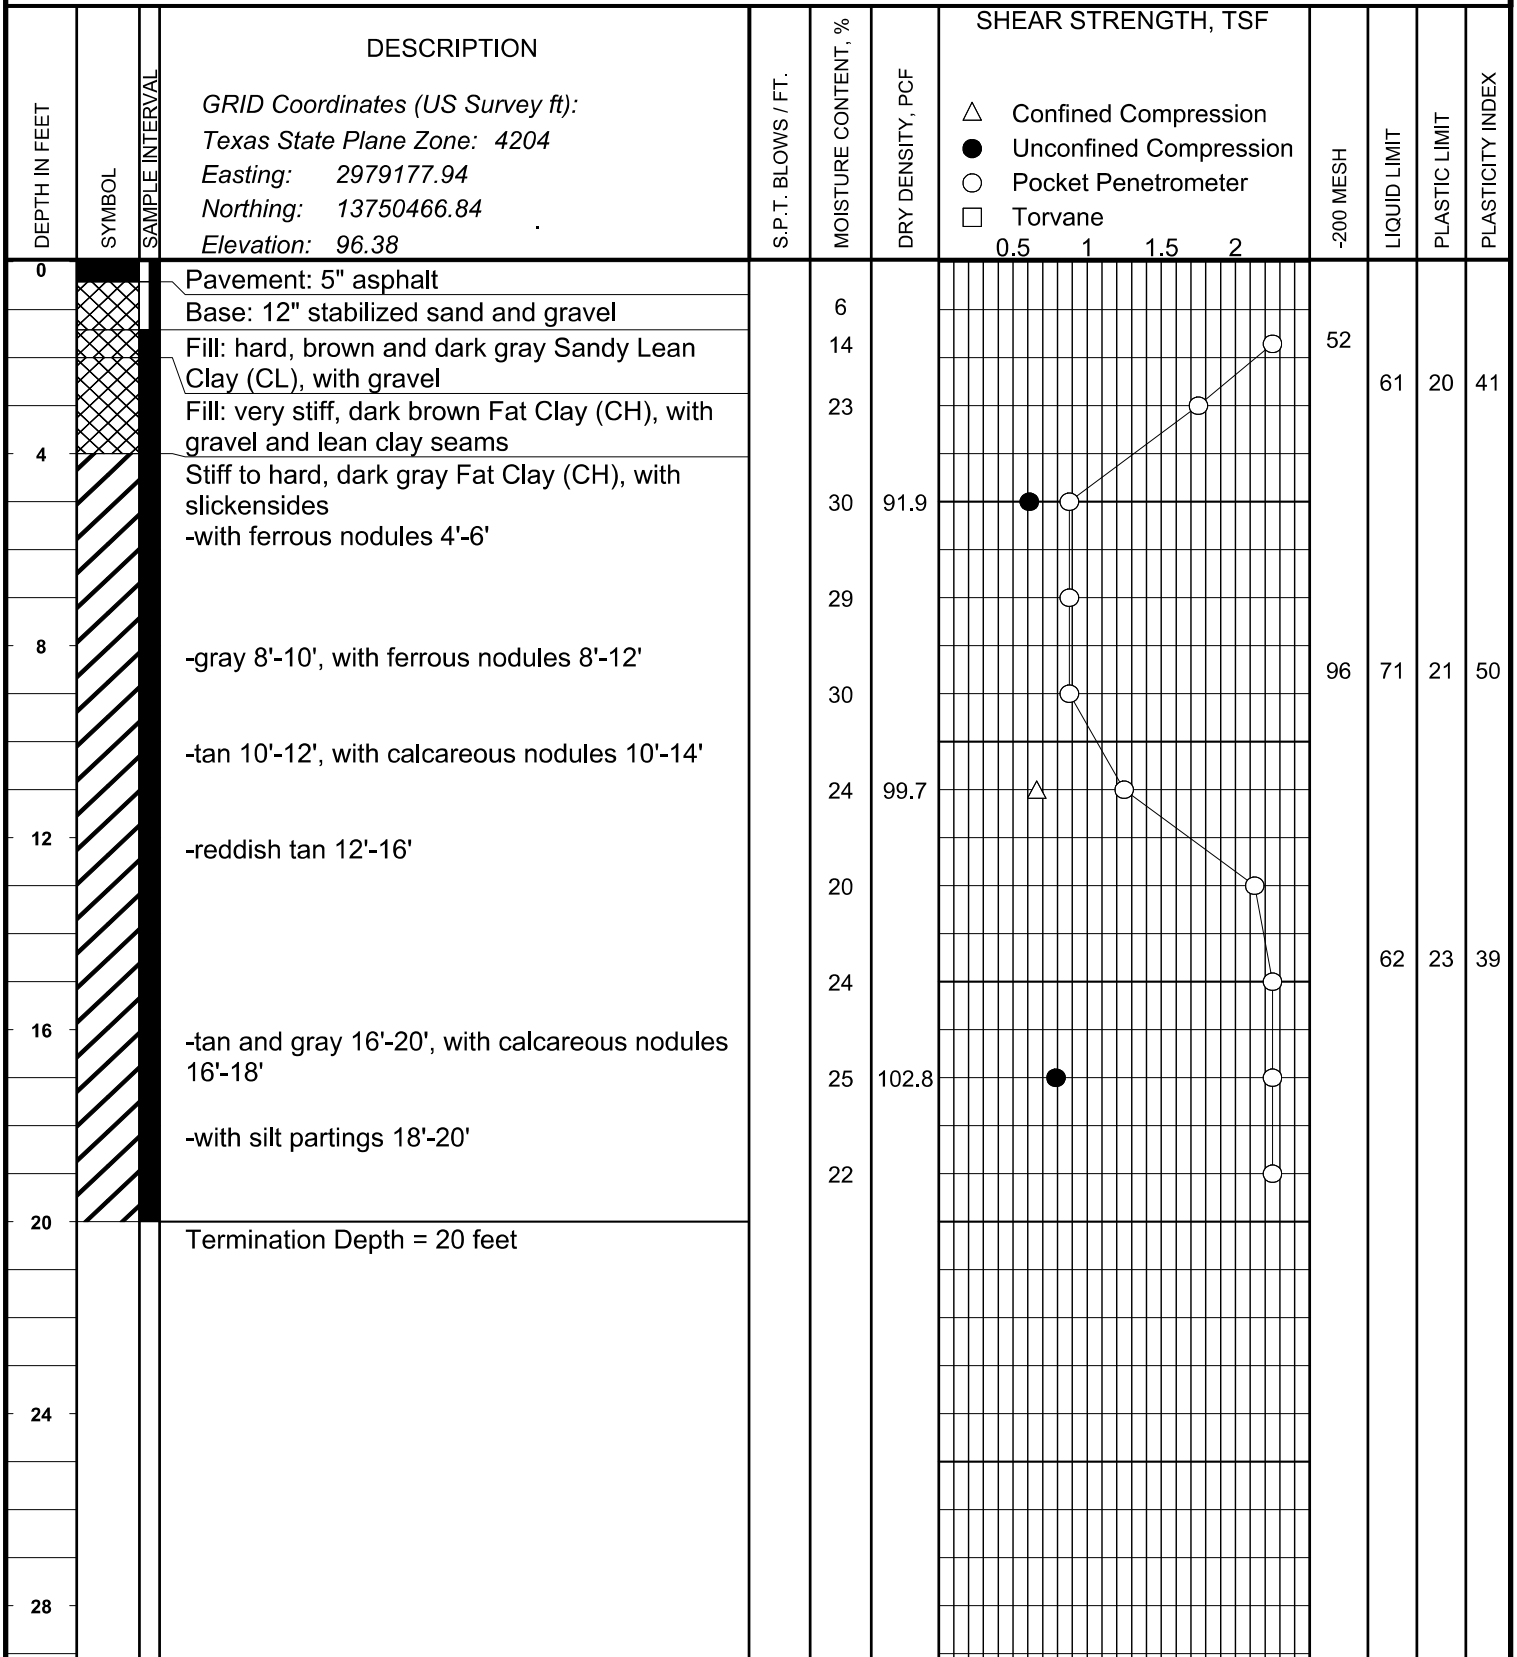 DEPTH IN FEET
SYMBOL
SAMPLE INTERVAL
DESCRIPTION
GRID Coordinates (US Survey ft):
Texas State Plane Zone: 4204
Easting: 2979177.94
Northing: 13750466.84
Elevation: 96.38
S.P.T. BLOWS / FT.
MOISTURE CONTENT, %
DRY DENSITY, PCF
SHEAR STRENGTH, TSF
△ Confined Compression
● Unconfined Compression
○ Pocket Penetrometer
□ Torvane
0.5 1 1.5 2
-200 MESH
LIQUID LIMIT
PLASTIC LIMIT
PLASTICITY INDEX
0
Pavement: 5" asphalt
Base: 12" stabilized sand and gravel
6
Fill: hard, brown and dark gray Sandy Lean
14 52
Clay (CL), with gravel
61 20 41
Fill: very stiff, dark brown Fat Clay (CH), with
23
gravel and lean clay seams
4
Stiff to hard, dark gray Fat Clay (CH), with
slickensides
30 91.9
-with ferrous nodules 4'-6'
29
8
-gray 8'-10', with ferrous nodules 8'-12'
96 71 21 50
30
-tan 10'-12', with calcareous nodules 10'-14'
24 99.7
12
-reddish tan 12'-16'
20
62 23 39
24
16
-tan and gray 16'-20', with calcareous nodules
16'-18'
25 102.8
-with silt partings 18'-20'
22
20
Termination Depth = 20 feet
24
28